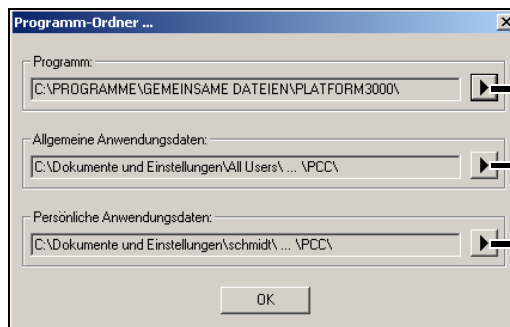 Programm-Ordner ...
Programm:
C:\PROGRAMME\GEMEINSAME DATEIEN\PLATFORM3000\
Allgemeine Anwendungsdaten:
C:\Dokumente und Einstellungen\All Users\ ... \PCC\
Persönliche Anwendungsdaten:
C:\Dokumente und Einstellungen\schmidt\ ... \PCC\
OK